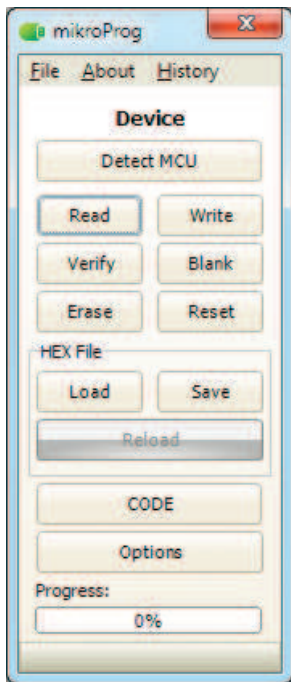 mikroProg
File About History
Device
Detect MCU
Read Write
Verify Blank
Erase Reset
HEX File
Load Save
Reload
CODE
Options
Progress:
0%